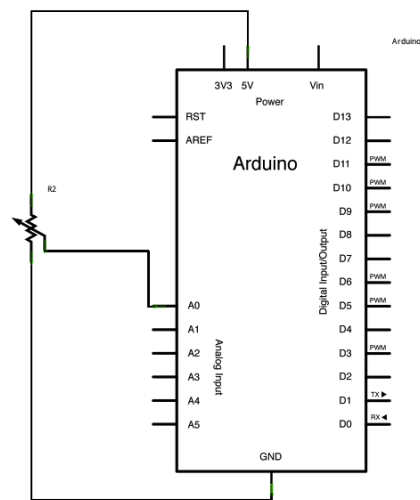 Arduino
3V3
5V
Vin
Power
RST
AREF
Arduino
D13
D12
D11
PWM
D10
PWM
D9
PWM
D8
D7
D6
PWM
D5
PWM
D4
D3
PWM
D2
D1
TX
D0
RX
Digital Input/Output
R2
A0
A1
A2
A3
A4
A5
Analog Input
GND